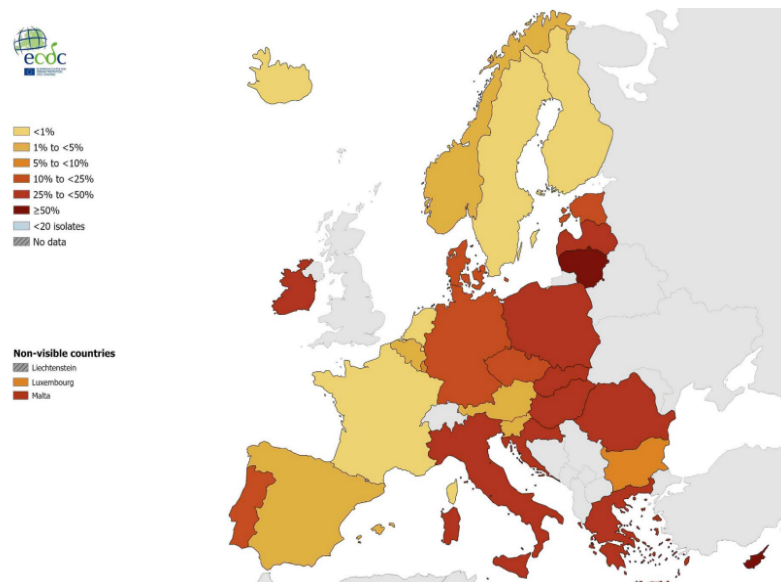 ecdc
<1%
1% to <5%
5% to <10%
10% to <25%
25% to <50%
≥50%
<20 isolates
No data
Non-visible countries
Liechtenstein
Luxembourg
Malta